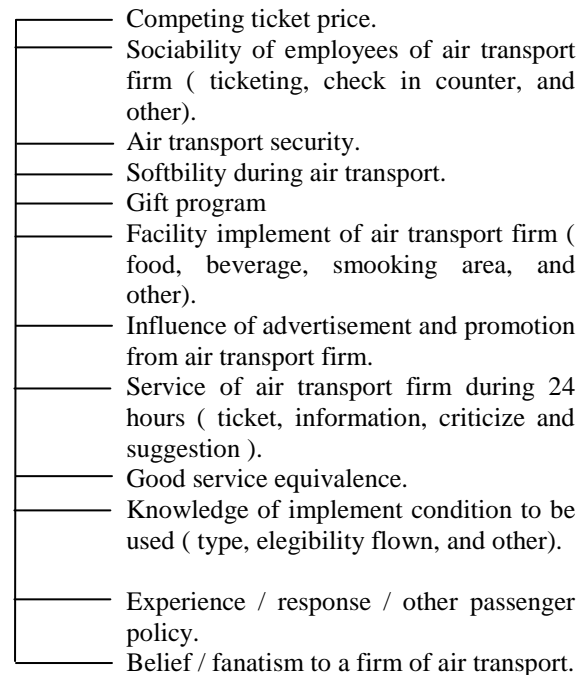 Competing ticket price.
Sociability of employees of air transport
firm ( ticketing, check in counter, and
other).
Air transport security.
Softbility during air transport.
Gift program
Facility implement of air transport firm (
food, beverage, smooking area, and
other).
Influence of advertisement and promotion
from air transport firm.
Service of air transport firm during 24
hours ( ticket, information, criticize and
suggestion ).
Good service equivalence.
Knowledge of implement condition to be
used ( type, elegibility flown, and other).
Experience / response / other passenger
policy.
Belief / fanatism to a firm of air transport.